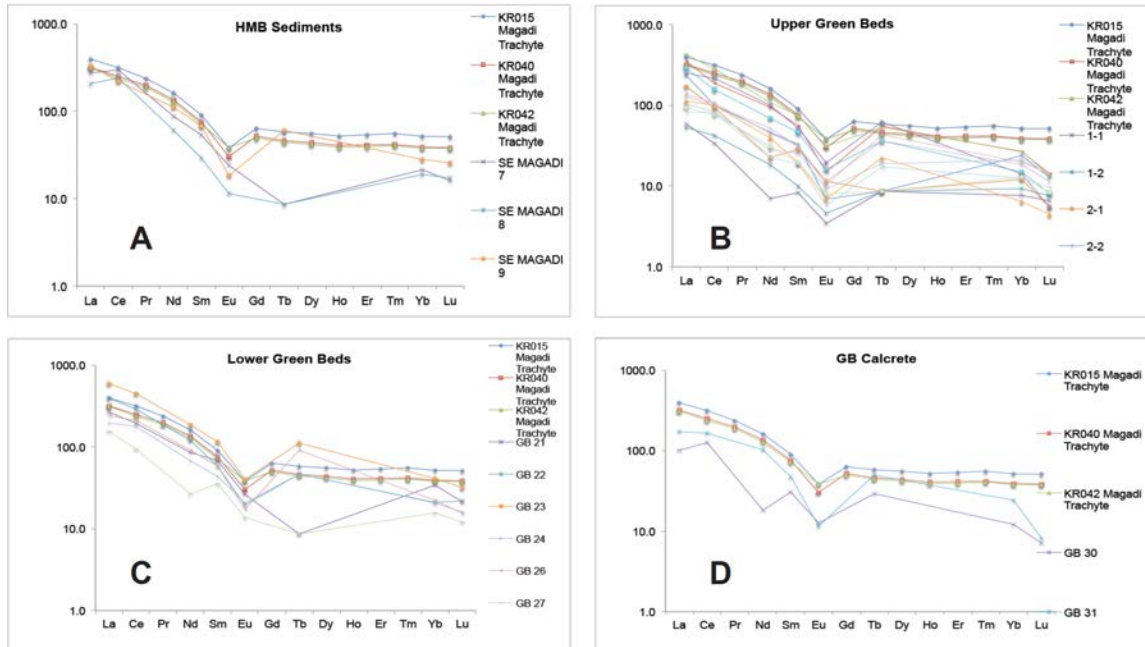 HMB Sediments
1000.0
100.0
10.0
1.0
La Ce Pr Nd Sm Eu Gd Tb Dy Ho Er Tm Yb Lu
A
KR015
Magadi
Trachyte
KR040
Magadi
Trachyte
KR042
Magadi
Trachyte
SE MAGADI
7
SE MAGADI
8
SE MAGADI
9
Upper Green Beds
1000.0
100.0
10.0
1.0
La Ce Pr Nd Sm Eu Gd Tb Dy Ho Er Tm Yb Lu
B
KR015
Magadi
Trachyte
KR040
Magadi
Trachyte
KR042
Magadi
Trachyte
1-1
1-2
2-1
2-2
Lower Green Beds
1000.0
100.0
10.0
1.0
La Ce Pr Nd Sm Eu Gd Tb Dy Ho Er Tm Yb Lu
C
KR015
Magadi
Trachyte
KR040
Magadi
Trachyte
KR042
Magadi
Trachyte
GB 21
GB 22
GB 23
GB 24
GB 26
GB 27
GB Calcrete
1000.0
100.0
10.0
1.0
La Ce Pr Nd Sm Eu Gd Tb Dy Ho Er Tm Yb Lu
D
KR015 Magadi
Trachyte
KR040 Magadi
Trachyte
KR042 Magadi
Trachyte
GB 30
GB 31